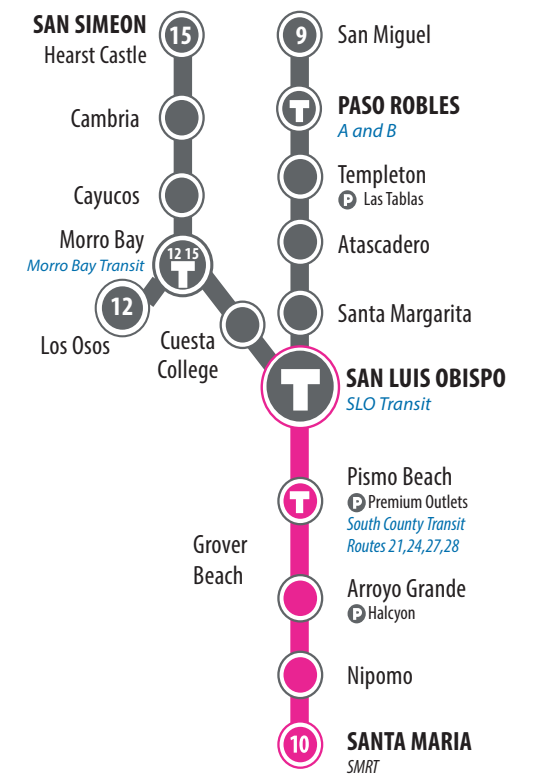 SAN SIMEON
Hearst Castle
15
Cambria
Cayucos
Morro Bay
Morro Bay Transit
12 15
T
12
Los Osos
Cuesta
College
9
San Miguel
T
PASO ROBLES
A and B
Templeton
P Las Tablas
Atascadero
Santa Margarita
T
SAN LUIS OBISPO
SLO Transit
T
Pismo Beach
P Premium Outlets
South County Transit
Routes 21,24,27,28
Grover
Beach
Arroyo Grande
P Halcyon
Nipomo
10
SANTA MARIA
SMRT